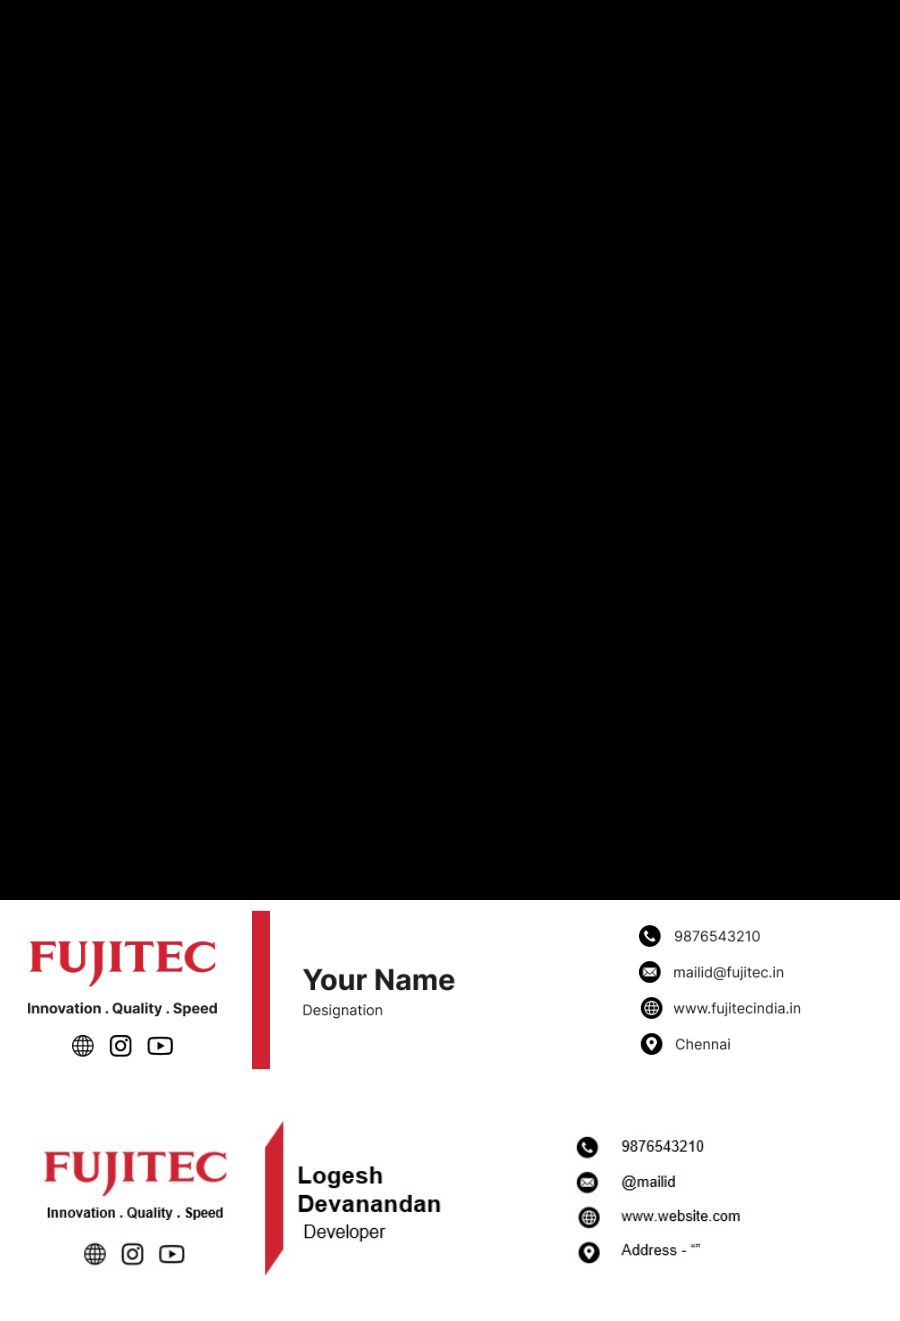 FUJITEC
Innovation . Quality . Speed
Your Name
Designation
9876543210
mailid@fujitec.in
www.fujitecindia.in
Chennai
FUJITEC
Innovation . Quality . Speed
Logesh
Devanandan
Developer
9876543210
@mailid
www.website.com
Address - “”